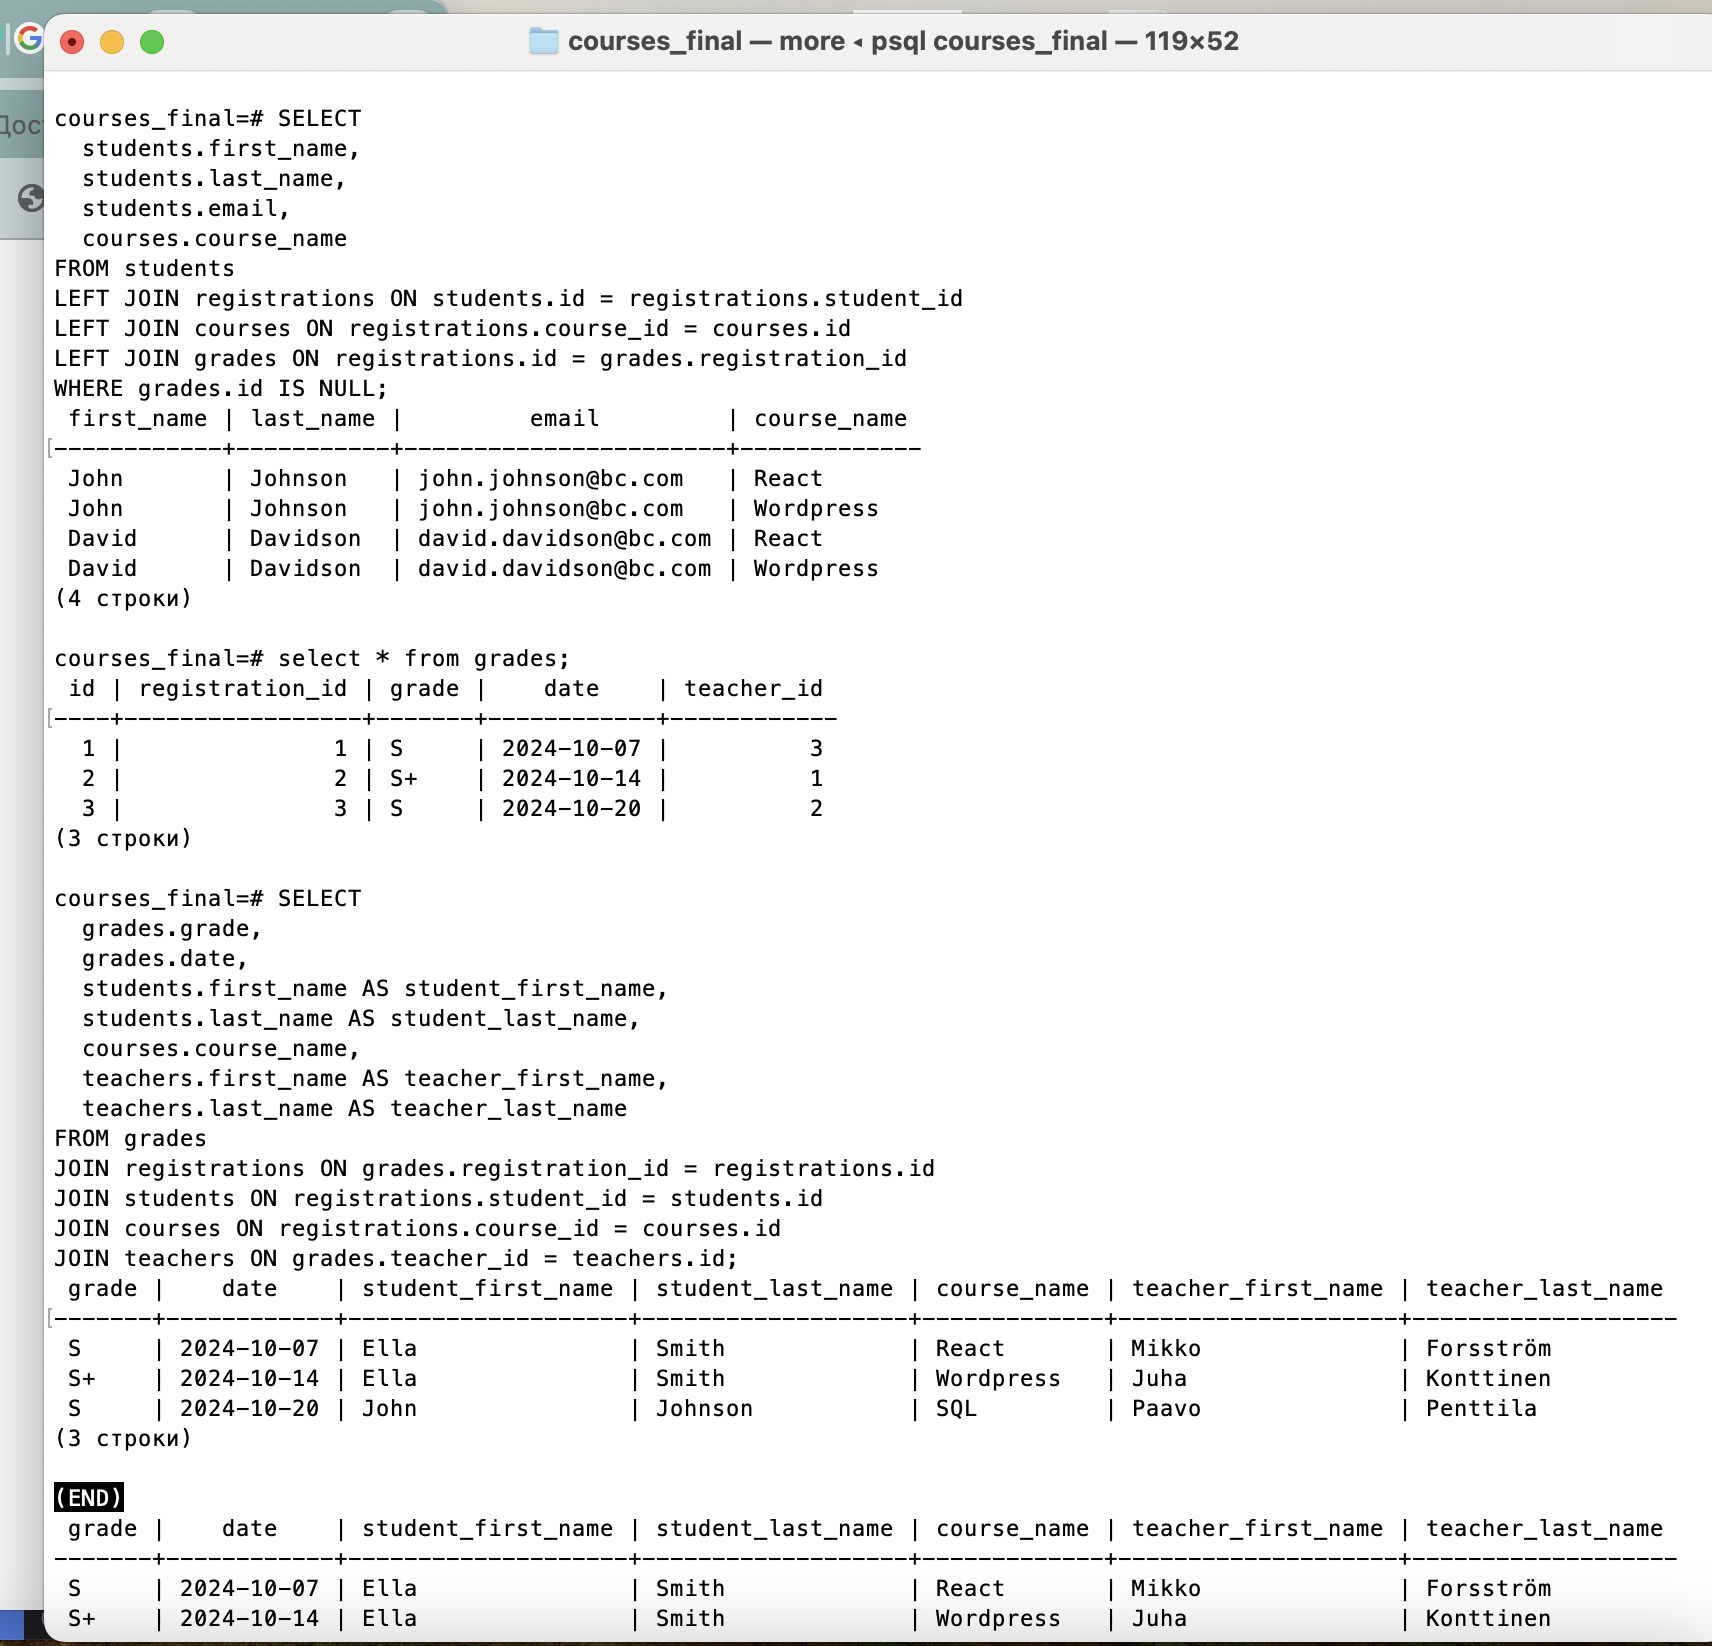 courses_final — more ◂ psql courses_final — 119×52
courses_final=# SELECT
  students.first_name,
  students.last_name,
  students.email,
  courses.course_name
FROM students
LEFT JOIN registrations ON students.id = registrations.student_id
LEFT JOIN courses ON registrations.course_id = courses.id
LEFT JOIN grades ON registrations.id = grades.registration_id
WHERE grades.id IS NULL;
 first_name | last_name |         email         | course_name
------------+-----------+-----------------------+-------------
 John       | Johnson   | john.johnson@bc.com   | React
 John       | Johnson   | john.johnson@bc.com   | Wordpress
 David      | Davidson  | david.davidson@bc.com | React
 David      | Davidson  | david.davidson@bc.com | Wordpress
(4 строки)
courses_final=# select * from grades;
 id | registration_id | grade |    date    | teacher_id
----+-----------------+-------+------------+------------
  1 |               1 | S     | 2024-10-07 |          3
  2 |               2 | S+    | 2024-10-14 |          1
  3 |               3 | S     | 2024-10-20 |          2
(3 строки)
courses_final=# SELECT
  grades.grade,
  grades.date,
  students.first_name AS student_first_name,
  students.last_name AS student_last_name,
  courses.course_name,
  teachers.first_name AS teacher_first_name,
  teachers.last_name AS teacher_last_name
FROM grades
JOIN registrations ON grades.registration_id = registrations.id
JOIN students ON registrations.student_id = students.id
JOIN courses ON registrations.course_id = courses.id
JOIN teachers ON grades.teacher_id = teachers.id;
 grade |    date    | student_first_name | student_last_name | course_name | teacher_first_name | teacher_last_name
-------+------------+--------------------+-------------------+-------------+--------------------+-------------------
 S     | 2024-10-07 | Ella               | Smith             | React       | Mikko              | Forsström
 S+    | 2024-10-14 | Ella               | Smith             | Wordpress   | Juha               | Konttinen
 S     | 2024-10-20 | John               | Johnson           | SQL         | Paavo              | Penttila
(3 строки)
(END)
 grade |    date    | student_first_name | student_last_name | course_name | teacher_first_name | teacher_last_name
-------+------------+--------------------+-------------------+-------------+--------------------+-------------------
 S     | 2024-10-07 | Ella               | Smith             | React       | Mikko              | Forsström
 S+    | 2024-10-14 | Ella               | Smith             | Wordpress   | Juha               | Konttinen